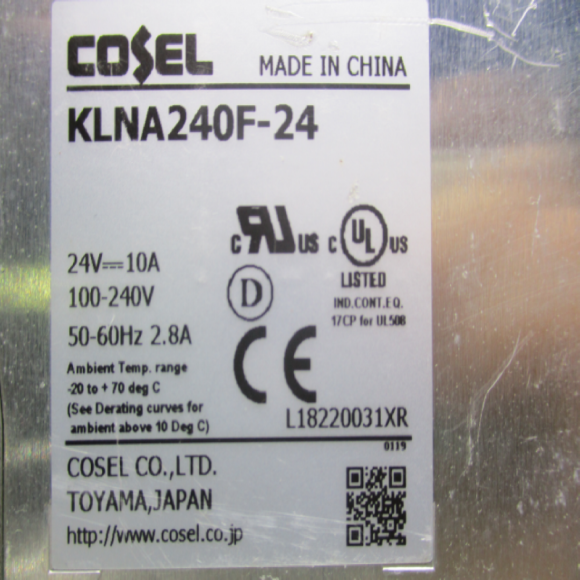 COSEL MADE IN CHINA
KLNA240F-24
24V⎓10A
100-240V
50-60Hz 2.8A
c RU US
c UL US
LISTED
IND.CONT.EQ.
17CP for UL508
D
CE
Ambient Temp. range
-20 to + 70 deg C
(See Derating curves for
ambient above 10 Deg C)
L18220031XR
0119
COSEL CO.,LTD.
TOYAMA,JAPAN
http://www.cosel.co.jp